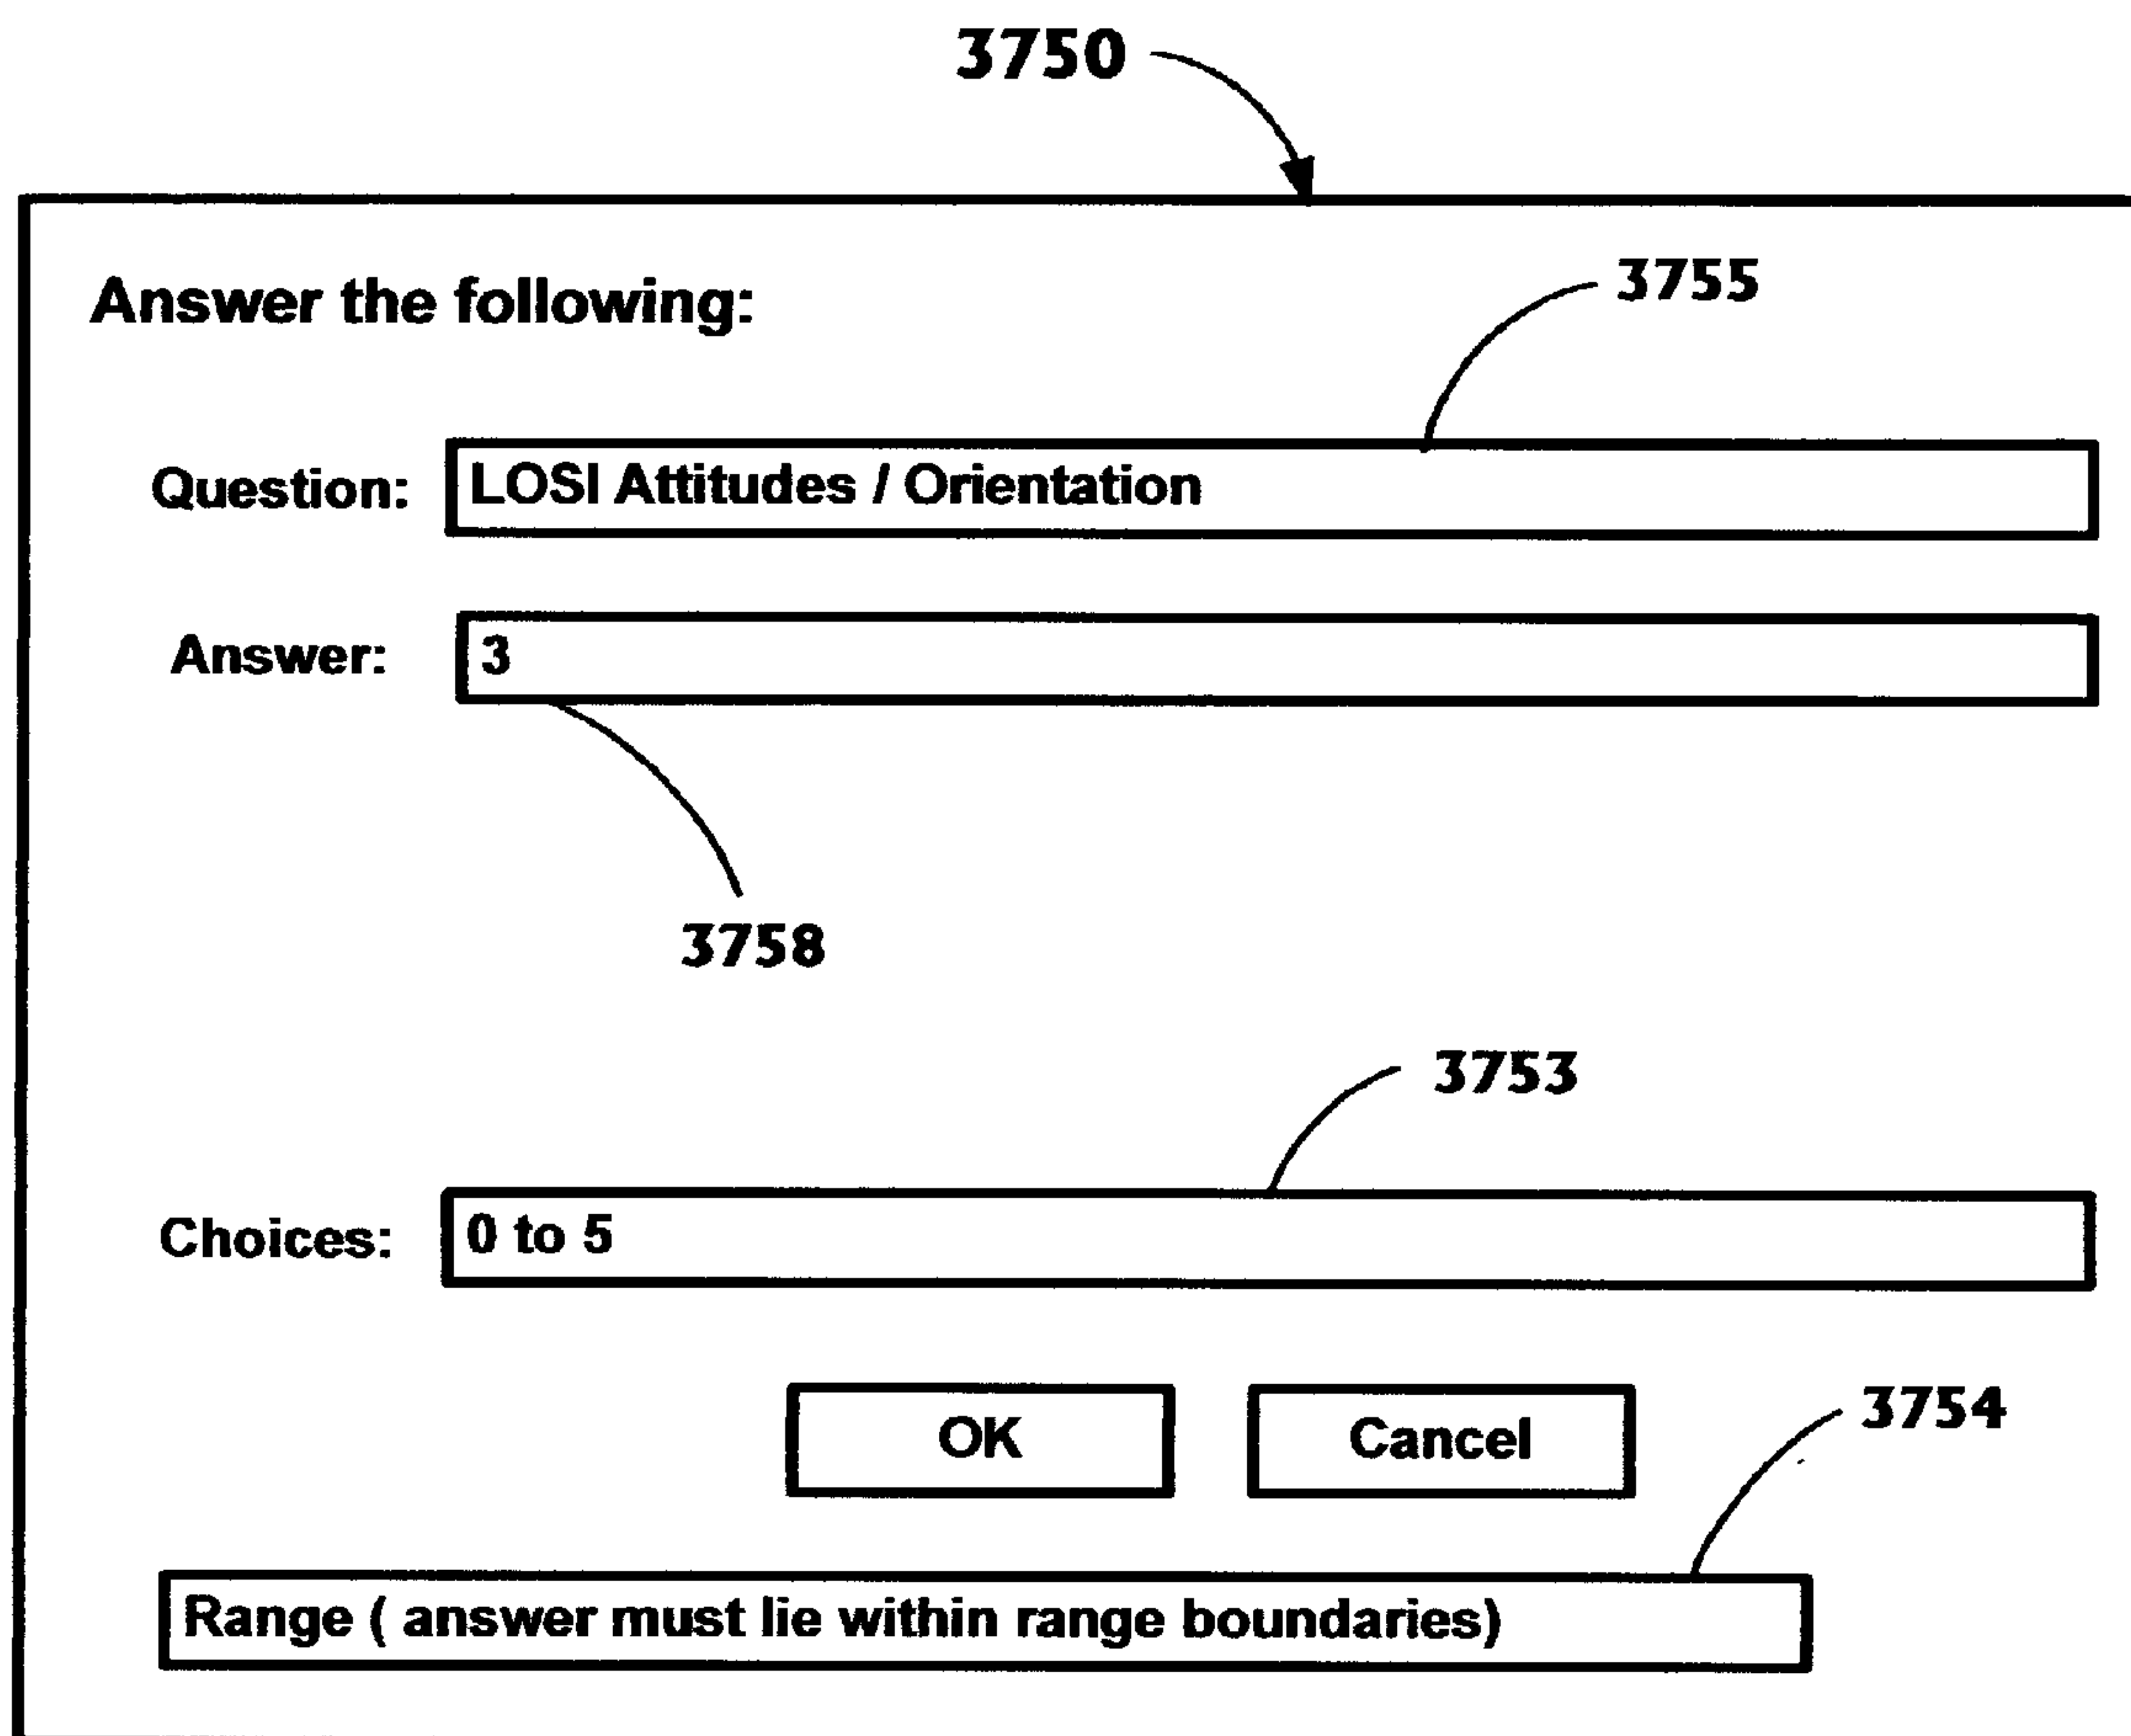 3750
3755
Answer the following:
Question: LOSI Attitudes / Orientation
Answer: 3
3758
3753
Choices: 0 to 5
OK Cancel
3754
Range ( answer must lie within range boundaries)